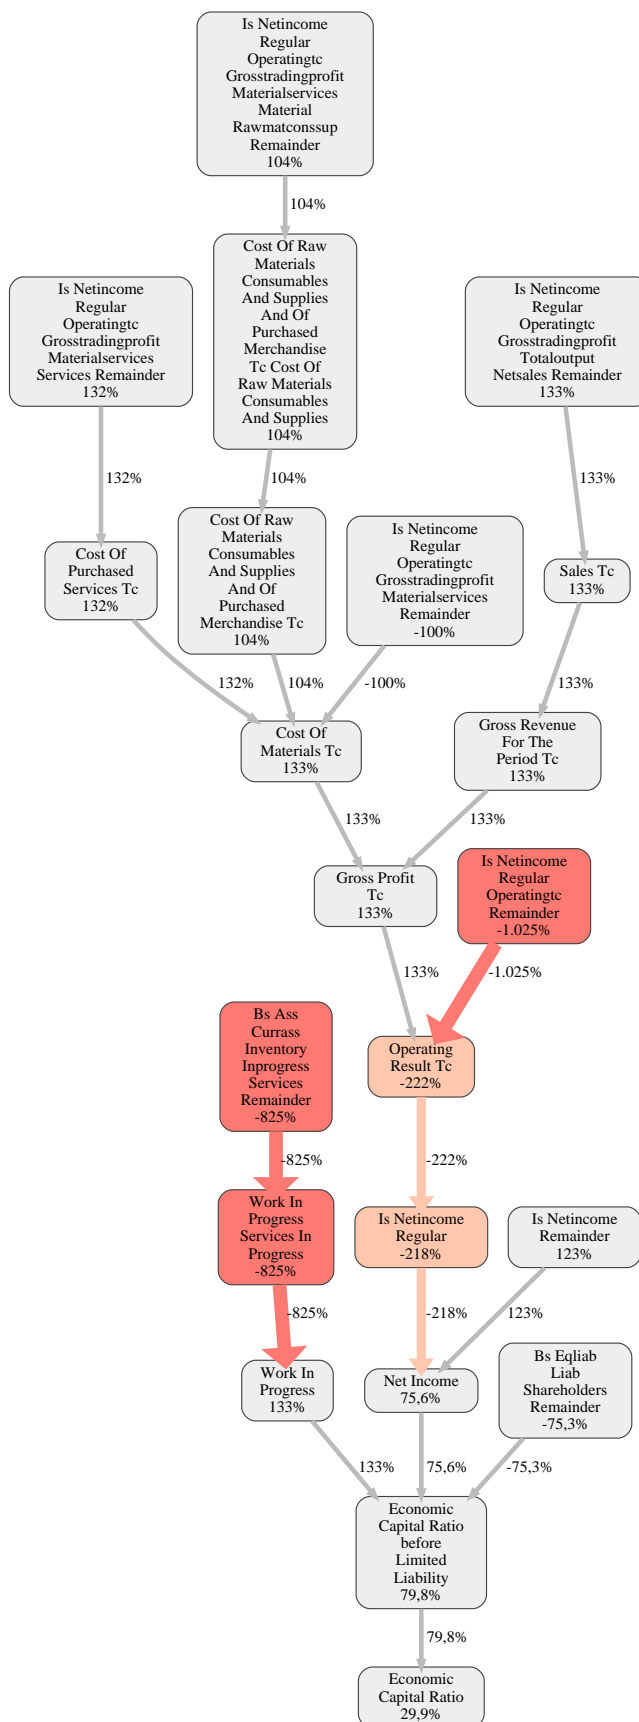 Is Netincome
Regular
Operatingtc
Grosstradingprofit
Materialservices
Material
Rawmatconssup
Remainder
104%
104%
Cost Of Raw
Materials
Consumables
And Supplies
And Of
Purchased
Merchandise
Tc Cost Of
Raw Materials
Consumables
And Supplies
104%
Is Netincome
Regular
Operatingtc
Grosstradingprofit
Materialservices
Services Remainder
132%
Is Netincome
Regular
Operatingtc
Grosstradingprofit
Totaloutput
Netsales Remainder
133%
132%
104%
133%
Cost Of
Purchased
Services Tc
132%
Cost Of Raw
Materials
Consumables
And Supplies
And Of
Purchased
Merchandise Tc
104%
Is Netincome
Regular
Operatingtc
Grosstradingprofit
Materialservices
Remainder
-100%
Sales Tc
133%
132%
104%
-100%
133%
Cost Of
Materials Tc
133%
Gross Revenue
For The
Period Tc
133%
133%
133%
Gross Profit
Tc
133%
Is Netincome
Regular
Operatingtc
Remainder
-1.025%
133%
-1.025%
Bs Ass
Currass
Inventory
Inprogress
Services
Remainder
-825%
Operating
Result Tc
-222%
-825%
-222%
Work In
Progress
Services In
Progress
-825%
Is Netincome
Regular
-218%
Is Netincome
Remainder
123%
-825%
-218%
123%
Work In
Progress
133%
Net Income
75,6%
Bs Eqliab
Liab
Shareholders
Remainder
-75,3%
133%
75,6%
-75,3%
Economic
Capital Ratio
before
Limited
Liability
79,8%
79,8%
Economic
Capital Ratio
29,9%